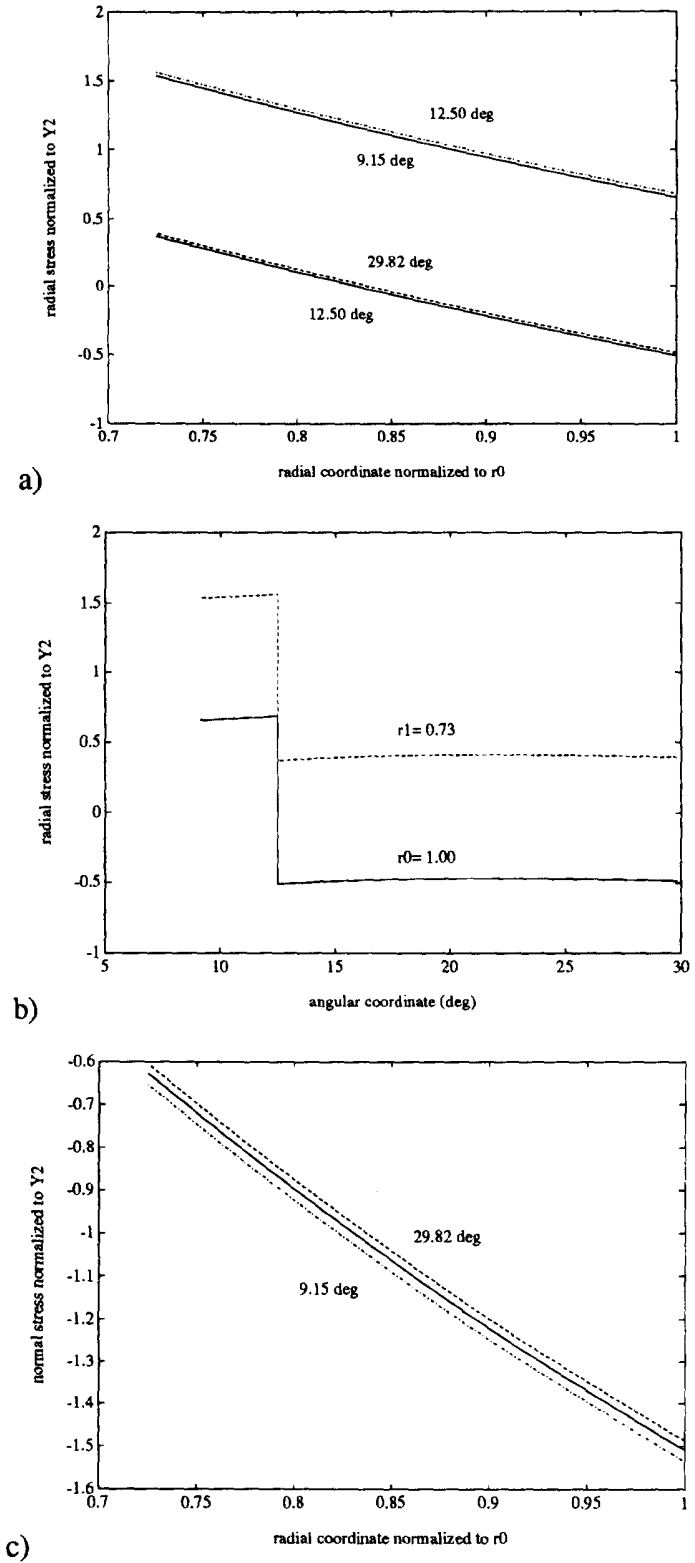 2
1.5
1
0.5
0
-0.5
-1
radial stress normalized to Y2
12.50 deg
9.15 deg
29.82 deg
12.50 deg
0.7 0.75 0.8 0.85 0.9 0.95 1
radial coordinate normalized to r0
a)
2
1.5
1
0.5
0
-0.5
-1
radial stress normalized to Y2
r1= 0.73
r0= 1.00
5 10 15 20 25 30
angular coordinate (deg)
b)
-0.6
-0.7
-0.8
-0.9
-1
-1.1
-1.2
-1.3
-1.4
-1.5
-1.6
normal stress normalized to Y2
29.82 deg
9.15 deg
0.7 0.75 0.8 0.85 0.9 0.95 1
radial coordinate normalized to r0
c)